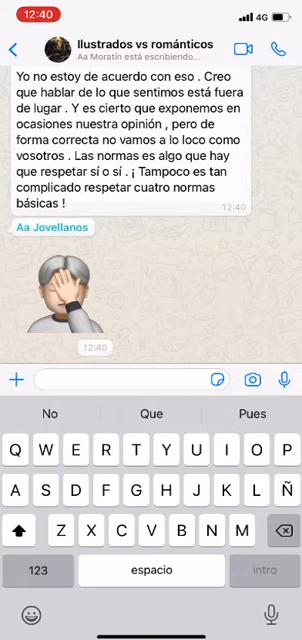 12:40
4G
Ilustrados vs románticos
Aa Moratín está escribiendo...
Yo no estoy de acuerdo con eso . Creo
que hablar de lo que sentimos está fuera
de lugar . Y es cierto que exponemos en
ocasiones nuestra opinión , pero de
forma correcta no vamos a lo loco como
vosotros . Las normas es algo que hay
que respetar sí o sí . ¡ Tampoco es tan
complicado respetar cuatro normas
básicas !
12:40
Aa Jovellanos
12:40
No Que Pues
Q W E R T Y U I O P
A S D F G H J K L Ñ
Z X C V B N M
123 espacio intro